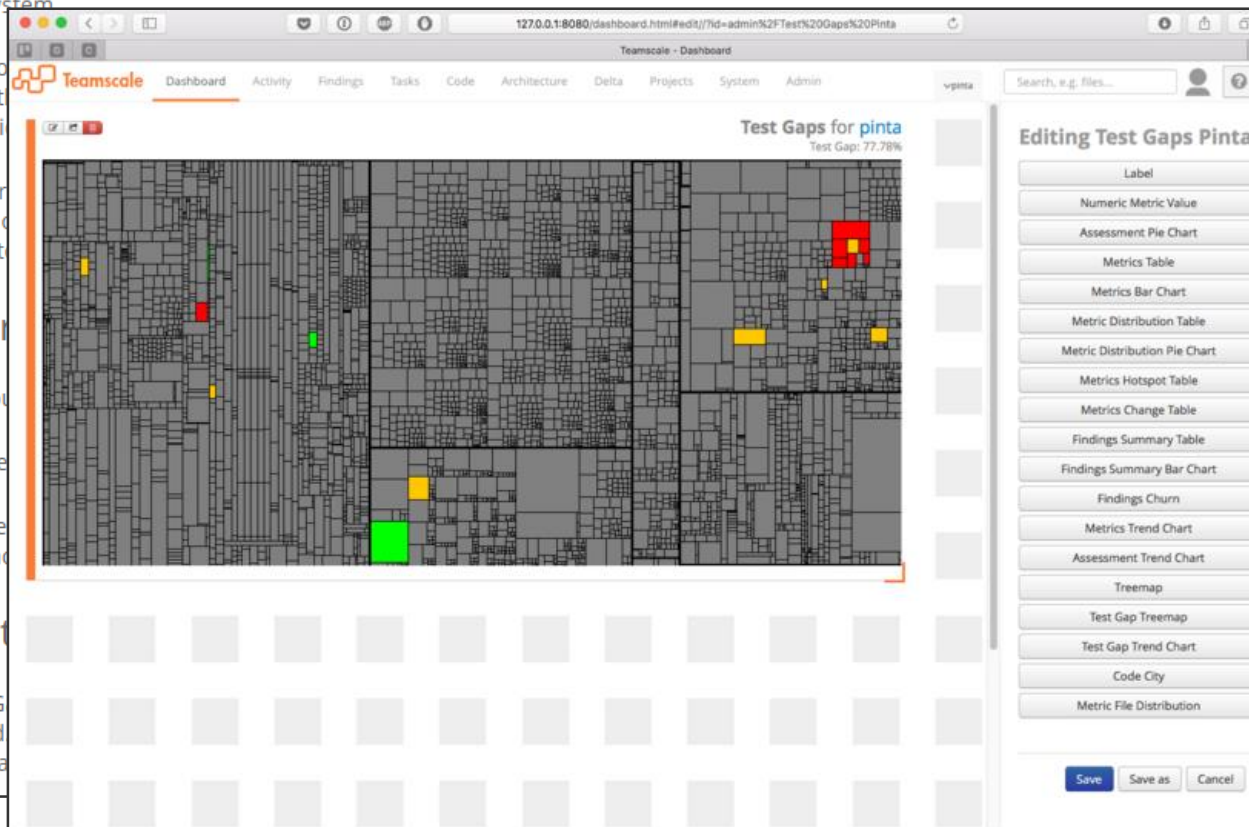 127.0.0.1:8080/dashboard.html#edit//?id=admin%2FTest%20Gaps%20Pinta
Teamscale - Dashboard
Teamscale
Dashboard
Activity
Findings
Tasks
Code
Architecture
Delta
Projects
System
Admin
Search, e.g. files...
Test Gaps for pinta
Test Gap: 77.78%
Editing Test Gaps Pinta
Label
Numeric Metric Value
Assessment Pie Chart
Metrics Table
Metrics Bar Chart
Metric Distribution Table
Metric Distribution Pie Chart
Metrics Hotspot Table
Metrics Change Table
Findings Summary Table
Findings Summary Bar Chart
Findings Churn
Metrics Trend Chart
Assessment Trend Chart
Treemap
Test Gap Treemap
Test Gap Trend Chart
Code City
Metric File Distribution
Save
Save as
Cancel